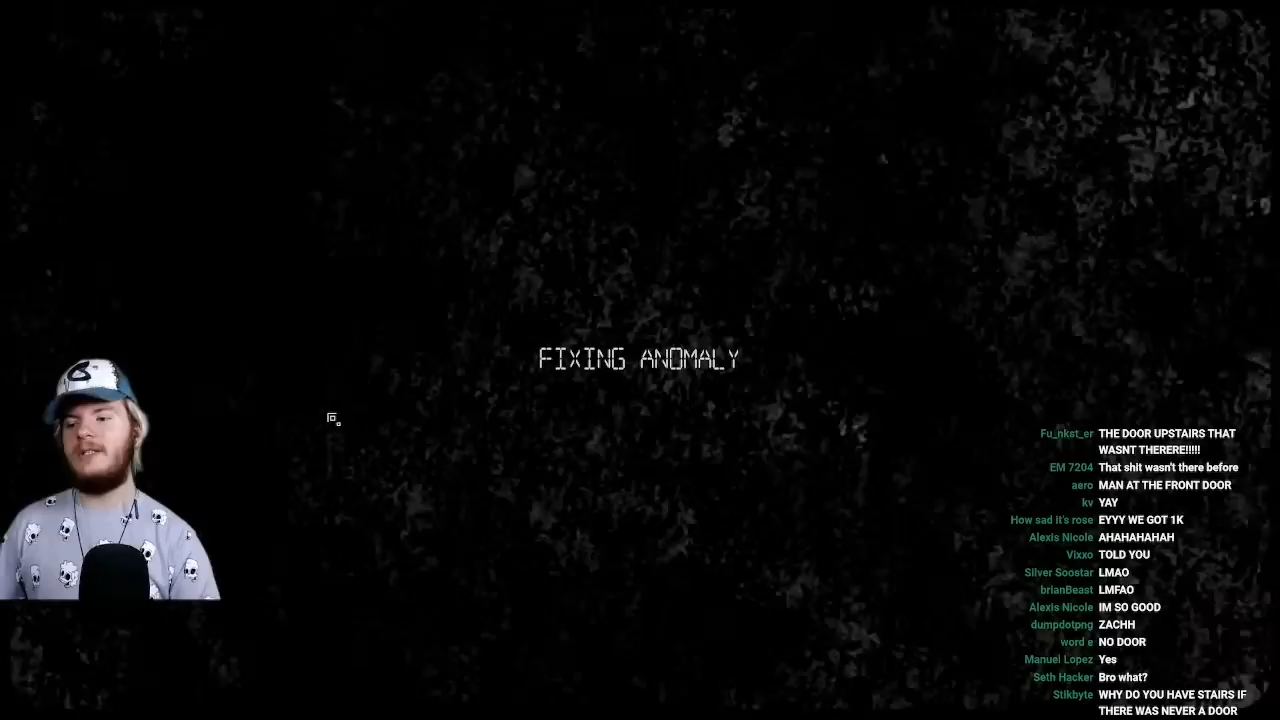 FIXING ANOMALY
Fu_nkst_er THE DOOR UPSTAIRS THAT
WASNT THERERE!!!!!
EM 7204 That shit wasn't there before
aero MAN AT THE FRONT DOOR
kv YAY
How sad it's rose EYYY WE GOT 1K
Alexis Nicole AHAHAHAHAH
Vixxo TOLD YOU
Silver Soostar LMAO
brianBeast LMFAO
Alexis Nicole IM SO GOOD
dumpdotpng ZACHH
word e NO DOOR
Manuel Lopez Yes
Seth Hacker Bro what?
Stikbyte WHY DO YOU HAVE STAIRS IF
THERE WAS NEVER A DOOR